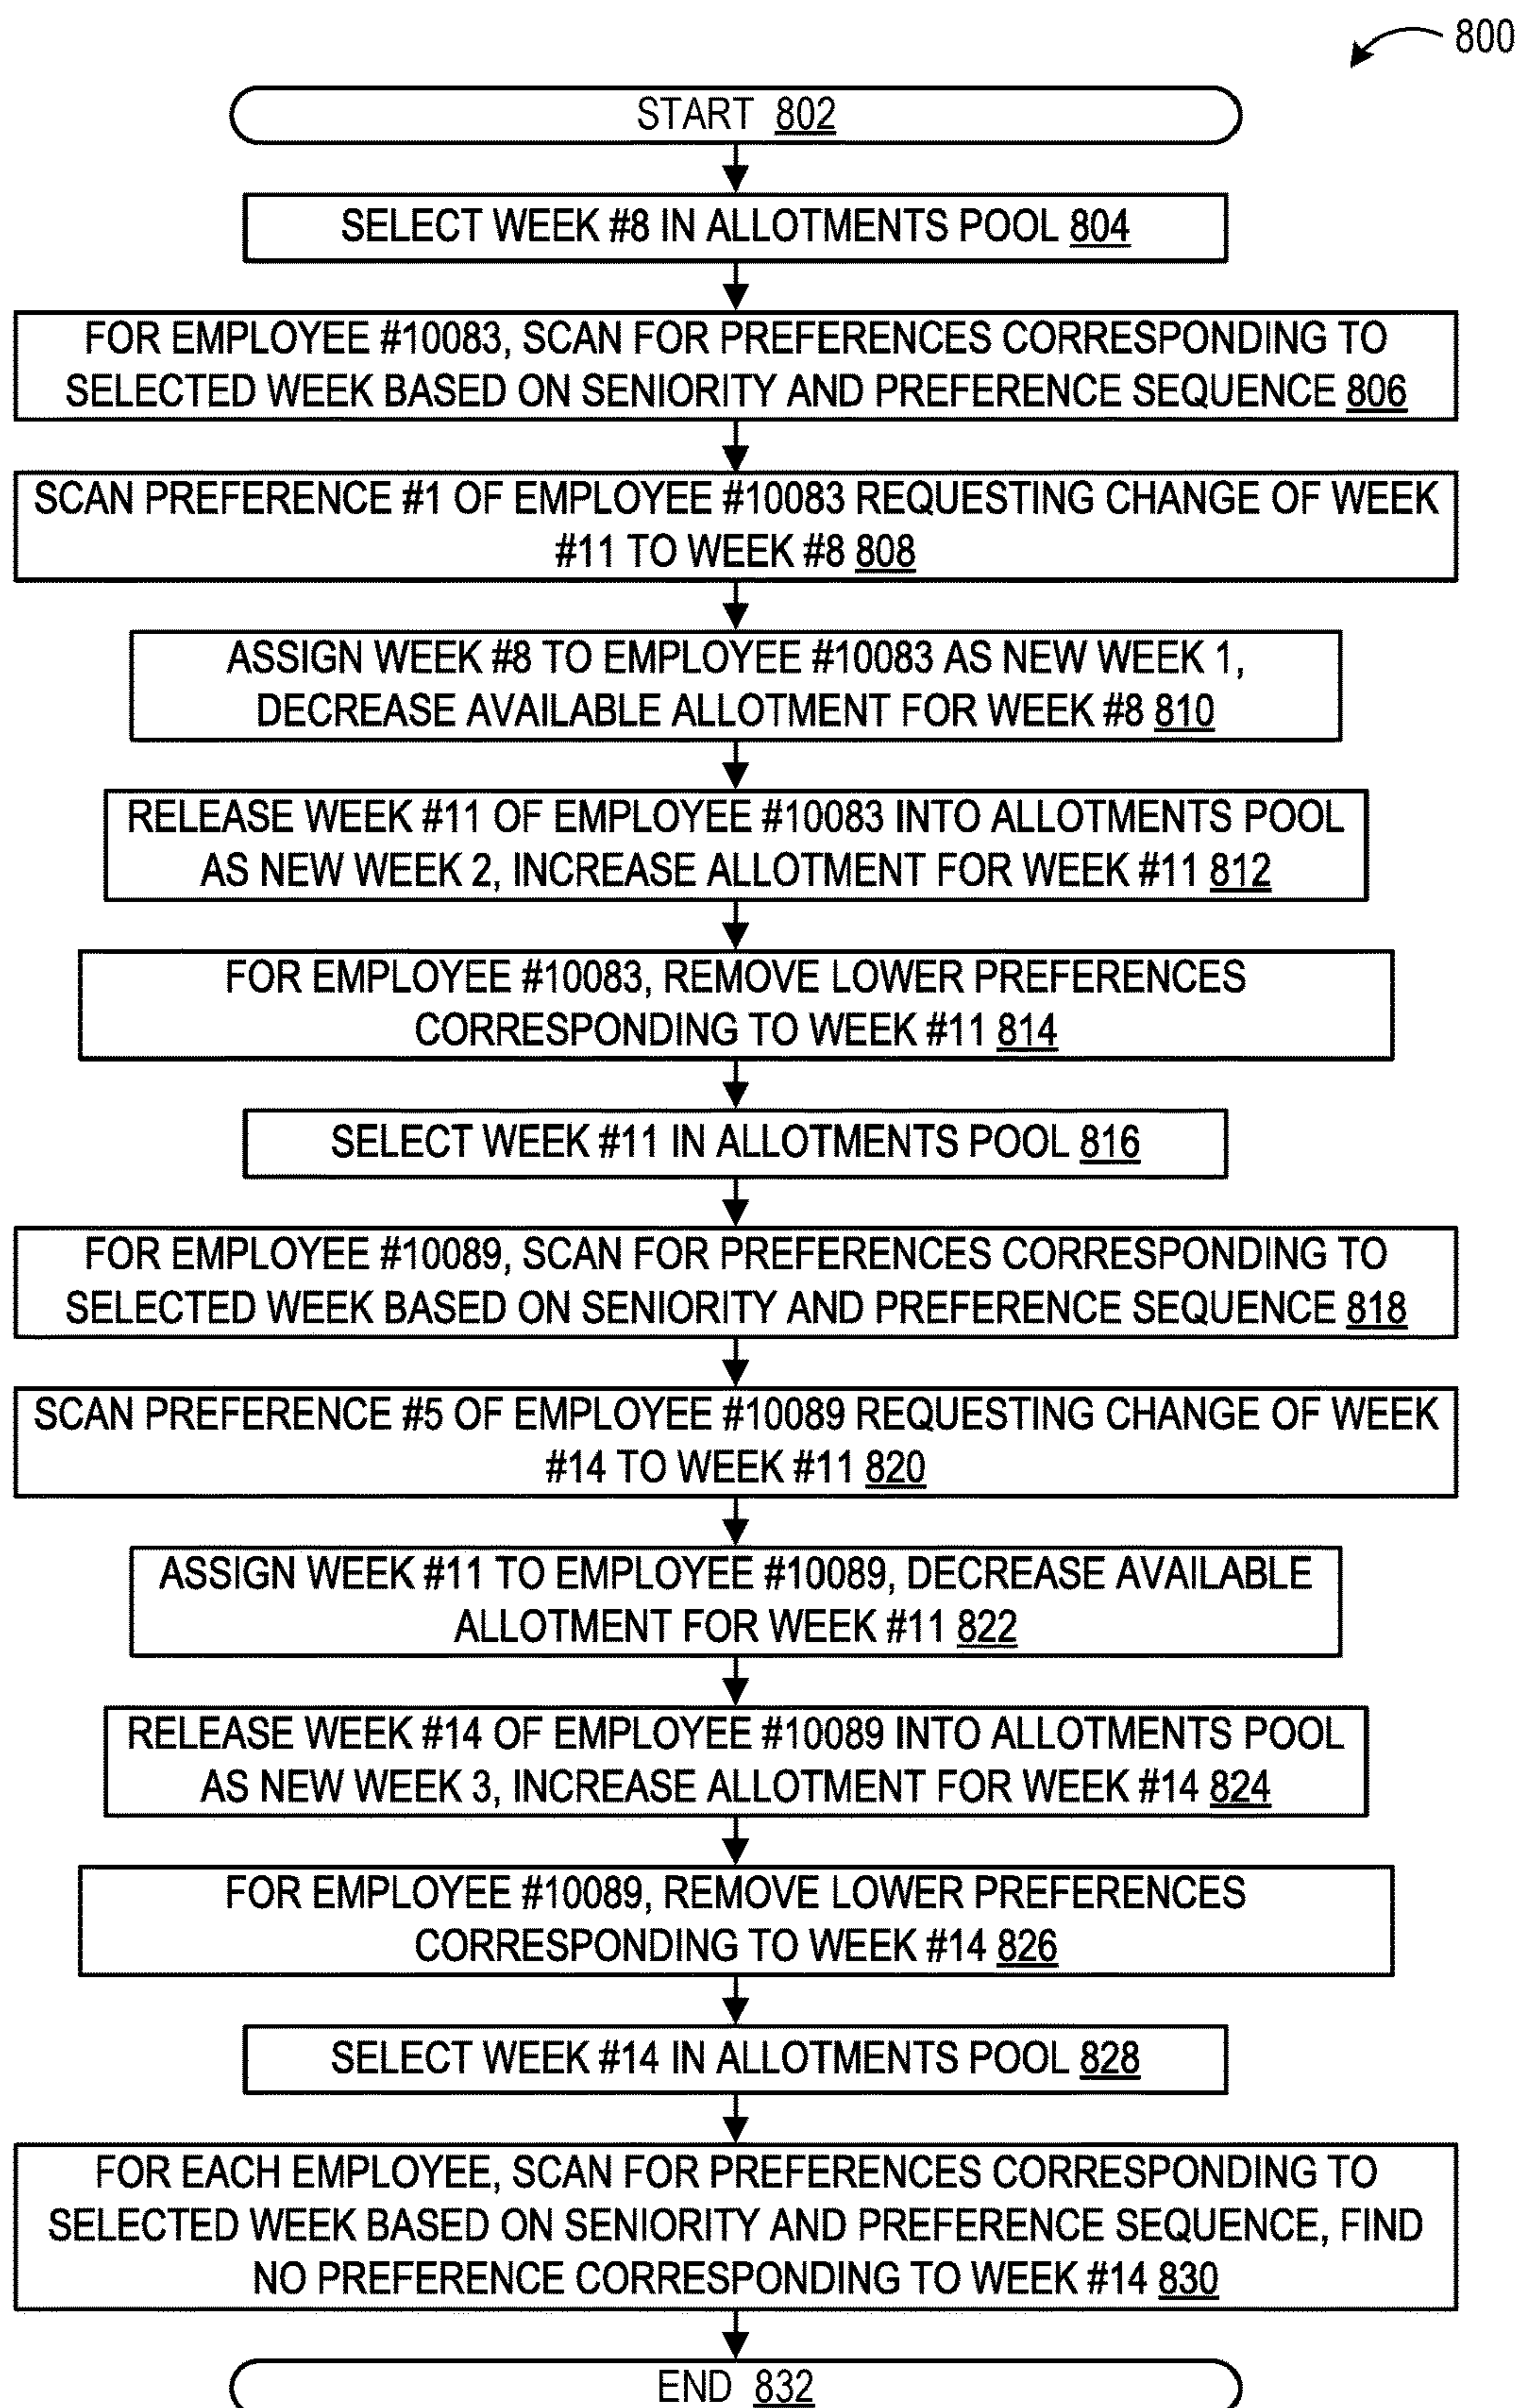 800
START 802
SELECT WEEK #8 IN ALLOTMENTS POOL 804
FOR EMPLOYEE #10083, SCAN FOR PREFERENCES CORRESPONDING TO
SELECTED WEEK BASED ON SENIORITY AND PREFERENCE SEQUENCE 806
SCAN PREFERENCE #1 OF EMPLOYEE #10083 REQUESTING CHANGE OF WEEK
#11 TO WEEK #8 808
ASSIGN WEEK #8 TO EMPLOYEE #10083 AS NEW WEEK 1,
DECREASE AVAILABLE ALLOTMENT FOR WEEK #8 810
RELEASE WEEK #11 OF EMPLOYEE #10083 INTO ALLOTMENTS POOL
AS NEW WEEK 2, INCREASE ALLOTMENT FOR WEEK #11 812
FOR EMPLOYEE #10083, REMOVE LOWER PREFERENCES
CORRESPONDING TO WEEK #11 814
SELECT WEEK #11 IN ALLOTMENTS POOL 816
FOR EMPLOYEE #10089, SCAN FOR PREFERENCES CORRESPONDING TO
SELECTED WEEK BASED ON SENIORITY AND PREFERENCE SEQUENCE 818
SCAN PREFERENCE #5 OF EMPLOYEE #10089 REQUESTING CHANGE OF WEEK
#14 TO WEEK #11 820
ASSIGN WEEK #11 TO EMPLOYEE #10089, DECREASE AVAILABLE
ALLOTMENT FOR WEEK #11 822
RELEASE WEEK #14 OF EMPLOYEE #10089 INTO ALLOTMENTS POOL
AS NEW WEEK 3, INCREASE ALLOTMENT FOR WEEK #14 824
FOR EMPLOYEE #10089, REMOVE LOWER PREFERENCES
CORRESPONDING TO WEEK #14 826
SELECT WEEK #14 IN ALLOTMENTS POOL 828
FOR EACH EMPLOYEE, SCAN FOR PREFERENCES CORRESPONDING TO
SELECTED WEEK BASED ON SENIORITY AND PREFERENCE SEQUENCE, FIND
NO PREFERENCE CORRESPONDING TO WEEK #14 830
END 832